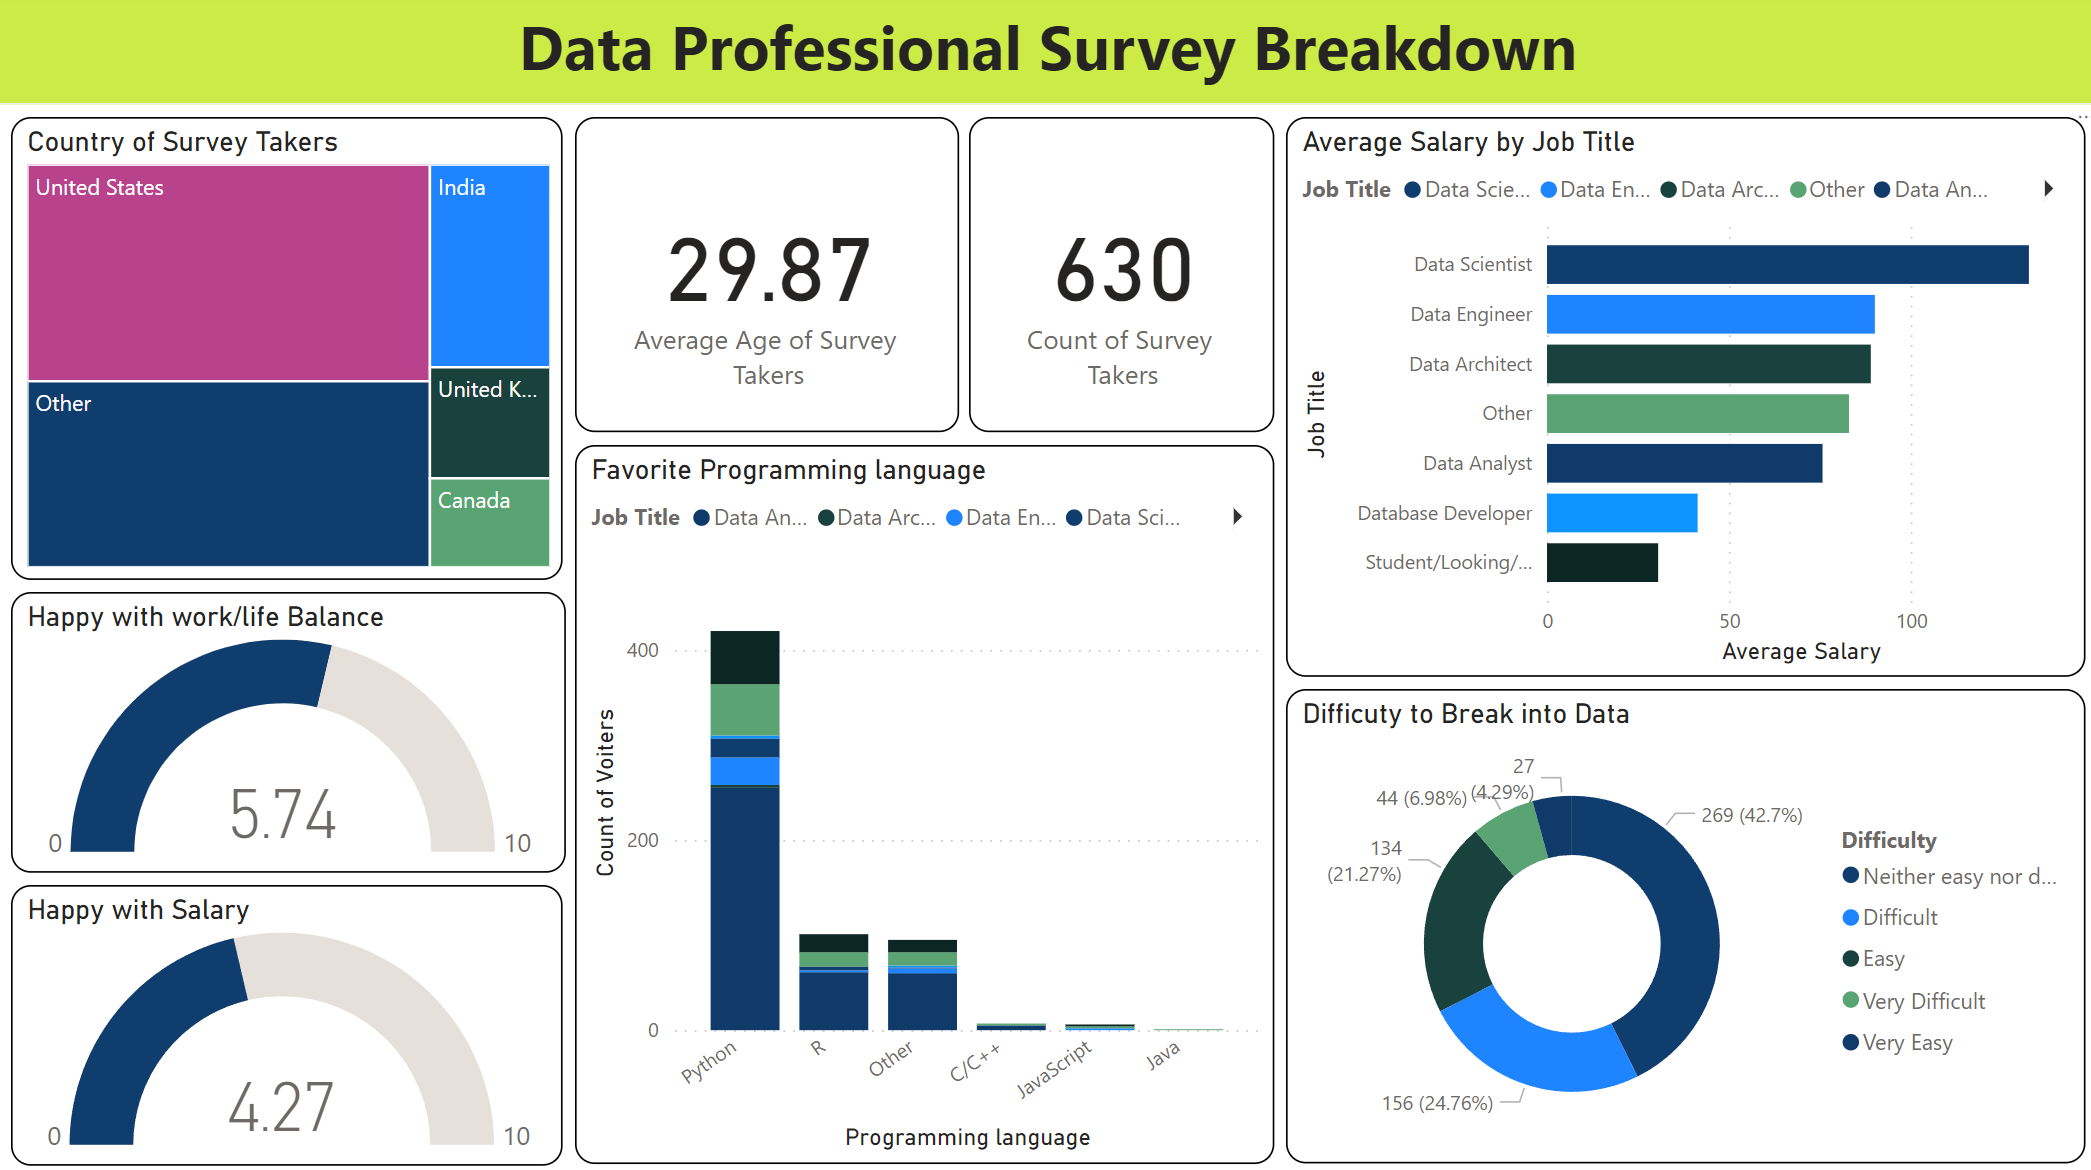 Data Professional Survey Breakdown
Country of Survey Takers
United States
India
Other
United K...
Canada
29.87
Average Age of Survey
Takers
630
Count of Survey
Takers
Average Salary by Job Title
Job Title Data Scie... Data En... Data Arc... Other Data An...
Job Title
Data Scientist
Data Engineer
Data Architect
Other
Data Analyst
Database Developer
Student/Looking/...
0 50 100
Average Salary
Happy with work/life Balance
5.74
0 10
Happy with Salary
4.27
0 10
Favorite Programming language
Job Title Data An... Data Arc... Data En... Data Sci...
Count of Voiters
400
200
0
Python R Other C/C++ JavaScript Java
Programming language
Difficuty to Break into Data
27
(4.29%)
44 (6.98%)
134
(21.27%)
269 (42.7%)
156 (24.76%)
Difficulty
Neither easy nor d...
Difficult
Easy
Very Difficult
Very Easy